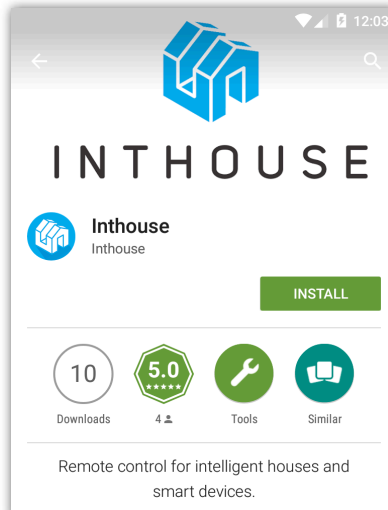 12:03
INTHOUSE
Inthouse
Inthouse
INSTALL
10
5.0
Downloads
4
Tools
Similar
Remote control for intelligent houses and
smart devices.